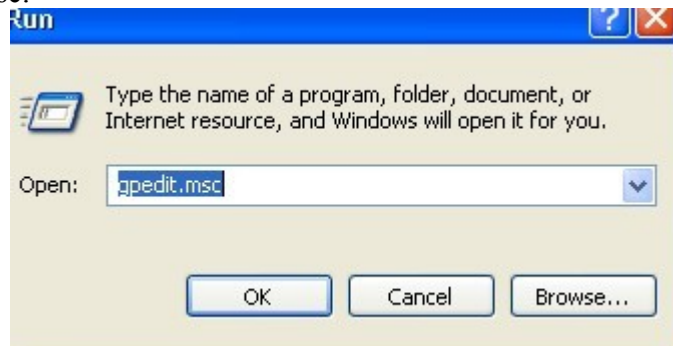 Run
Type the name of a program, folder, document, or
Internet resource, and Windows will open it for you.
Open: gpedit.msc
OK Cancel Browse...